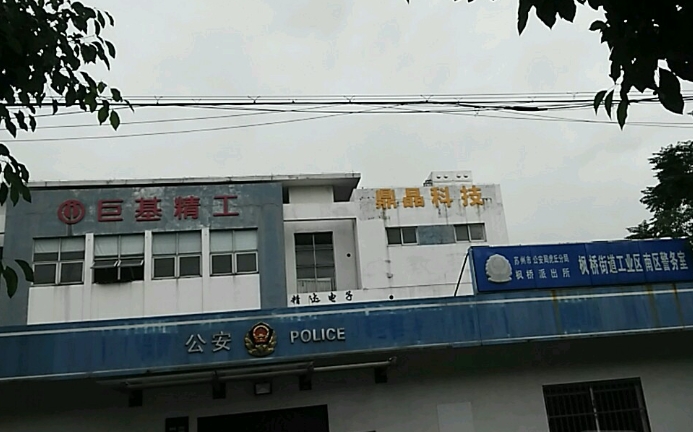 巨基精工
鼎晶科技
精达电子
苏州市公安局虎丘分局
枫桥派出所
枫桥街道工业区南区警务室
公安 POLICE